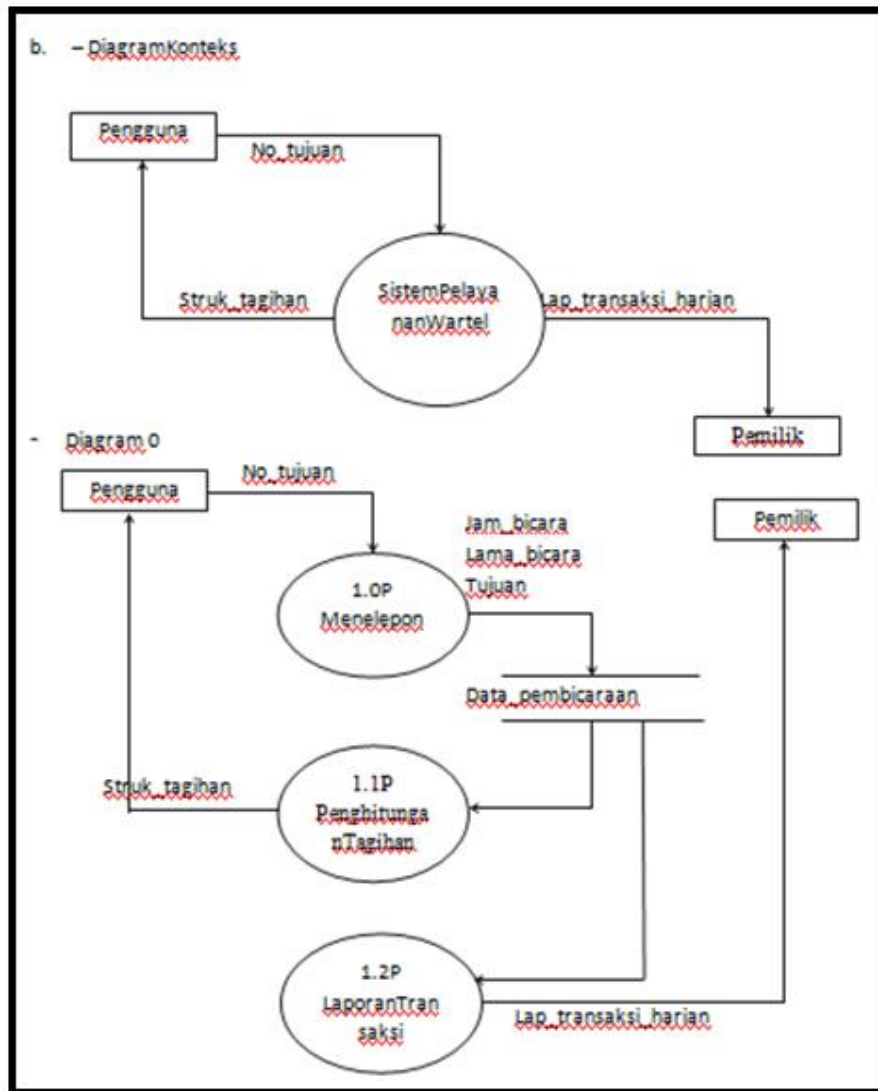 b. – DiagramKonteks
Pengguna
No_tujuan
Struk_tagihan
SistemPelaya
nanWartel
Lap_transaksi_harian
Pemilik
- Diagram 0
Pengguna
No_tujuan
Pemilik
Jam_bicara
Lama_bicara
Tujuan
1.0P
Menelepon
Data_pembicaraan
Struk_tagihan
1.1P
Penghitunga
nTagihan
1.2P
LaporanTran
saksi
Lap_transaksi_harian